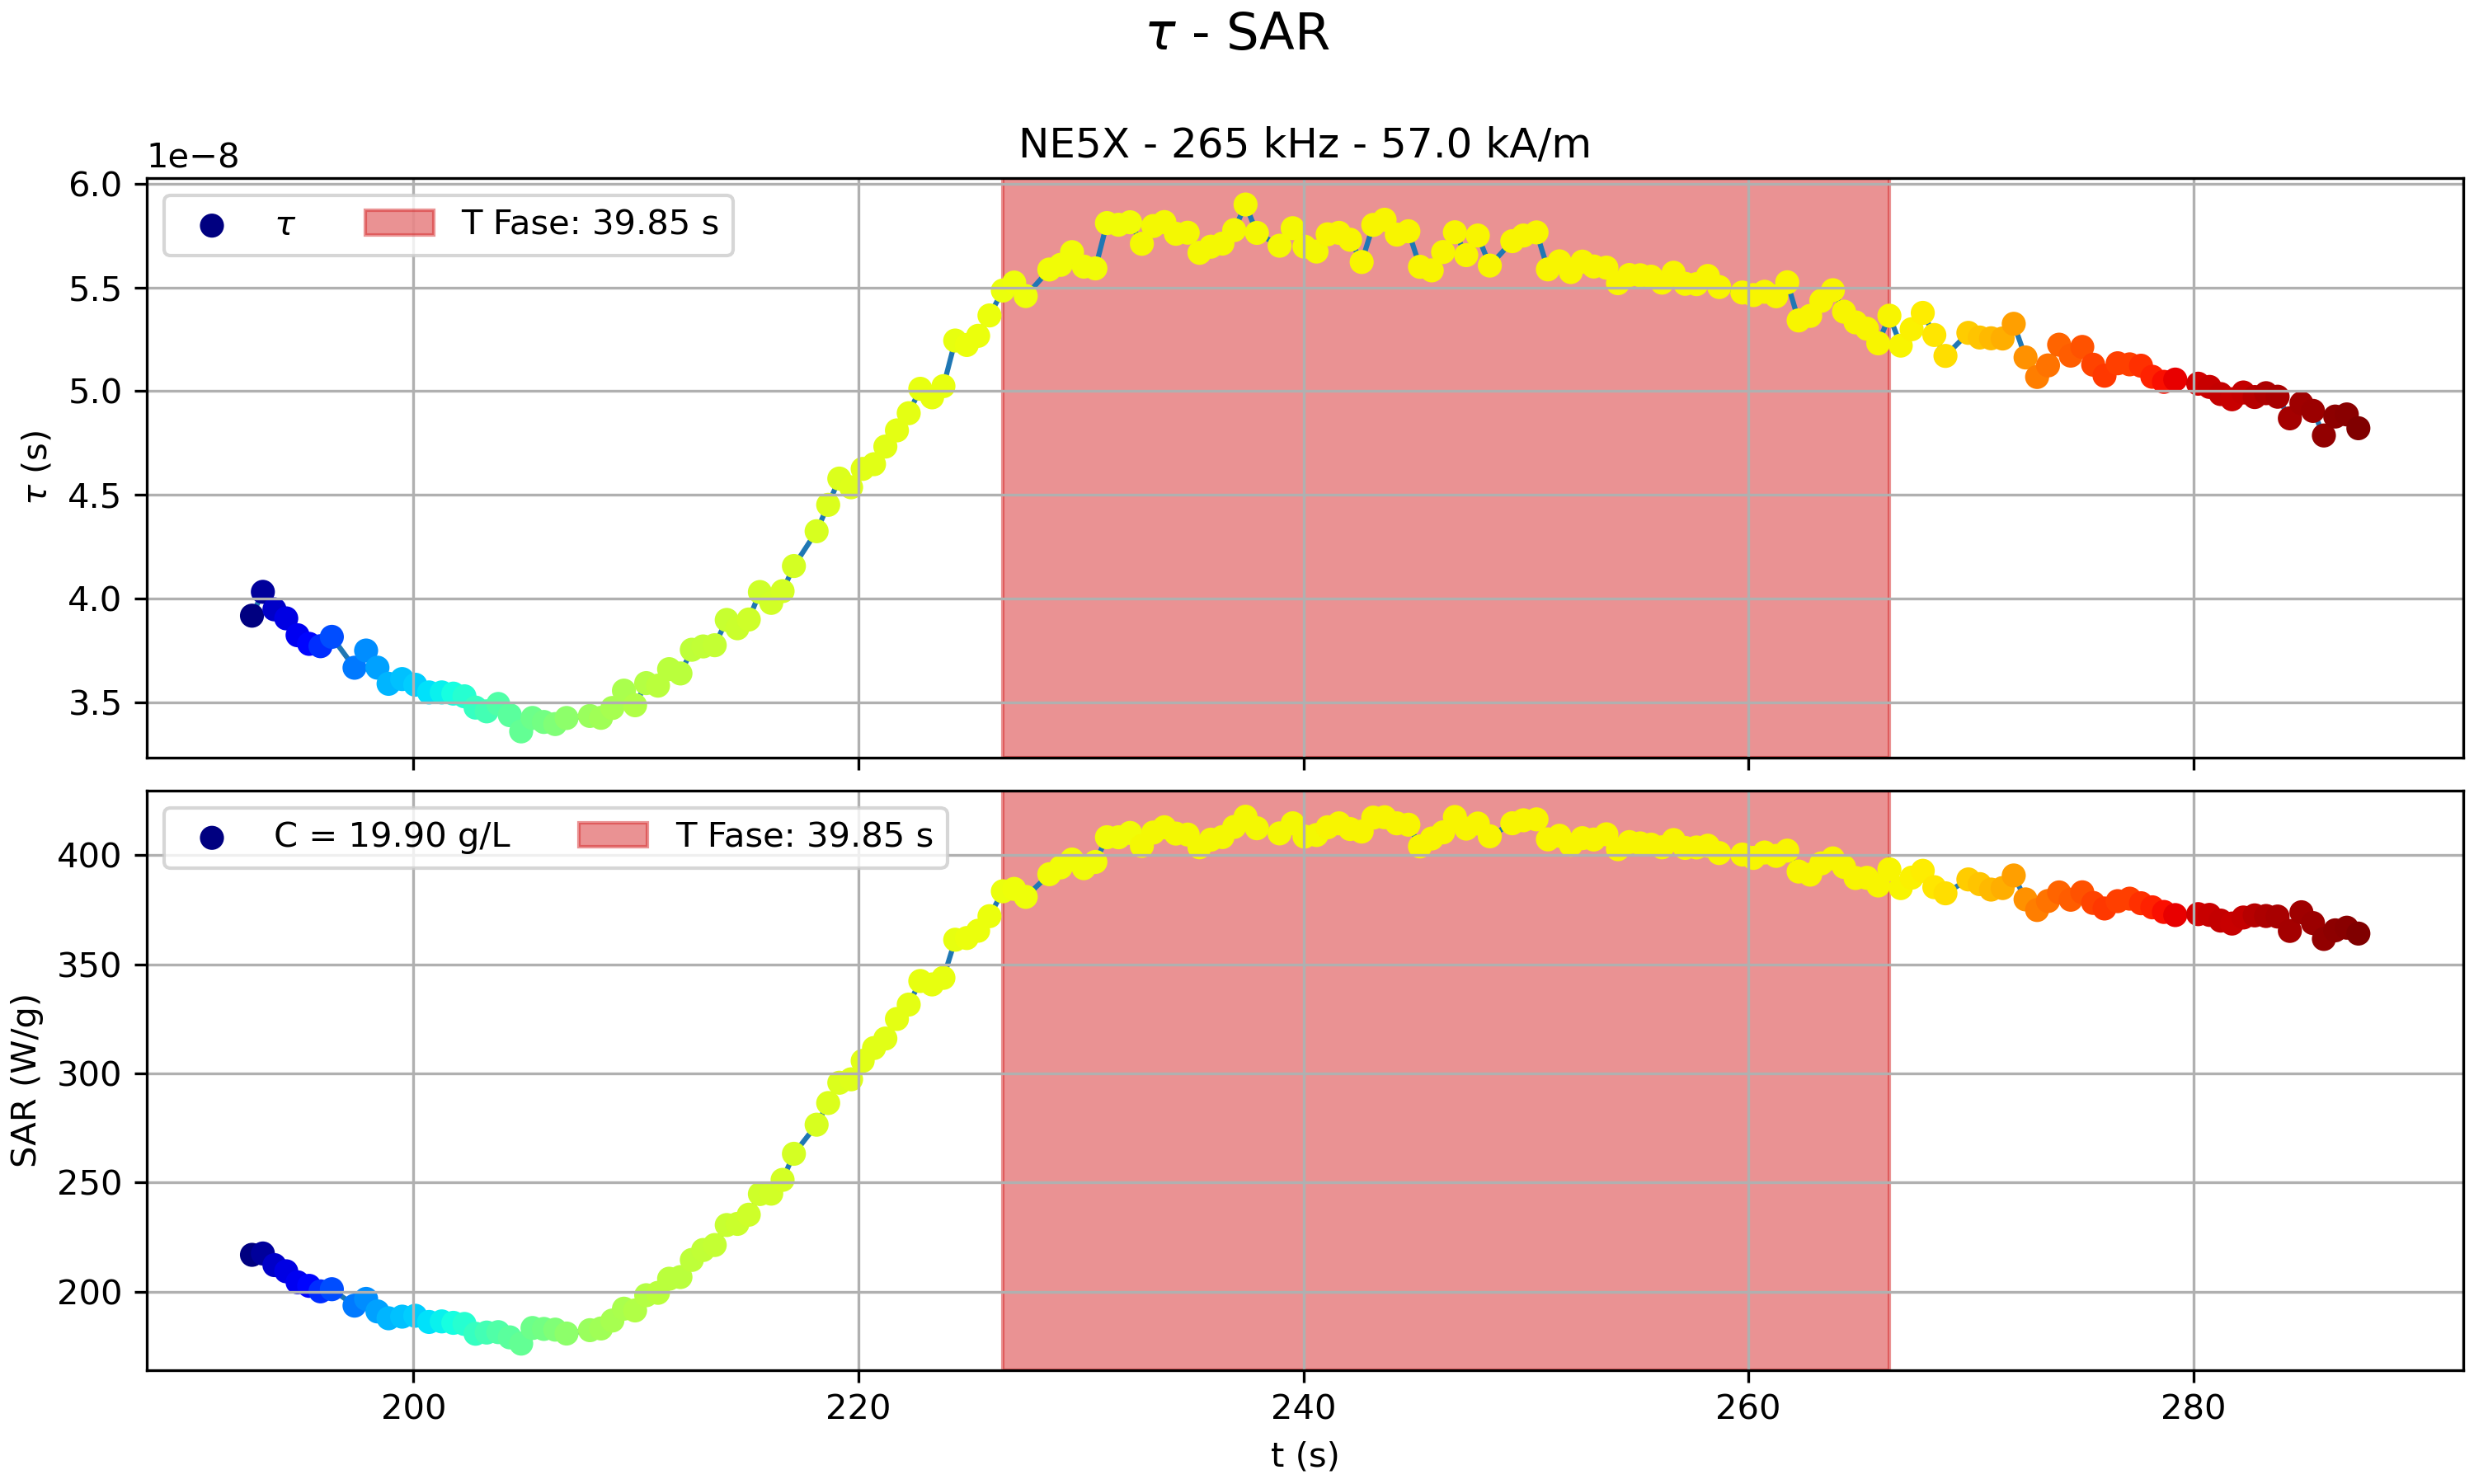 τ - SAR
NE5X - 265 kHz - 57.0 kA/m
1e−8
τ T Fase: 39.85 s
6.0
5.5
5.0
4.5
4.0
3.5
τ (s)
C = 19.90 g/L T Fase: 39.85 s
400
350
300
250
200
SAR (W/g)
200 220 240 260 280
t (s)